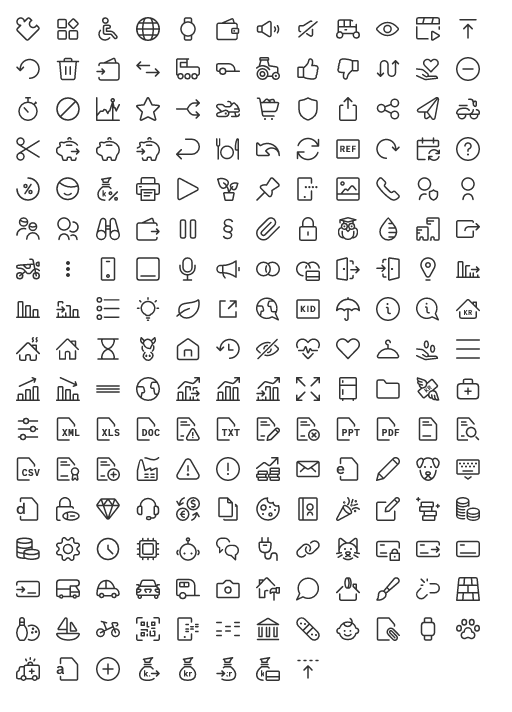 REF
%
k%
§
KID
i
i
KR
XML
XLS
DOC
TXT
PPT
PDF
CSV
e
d
$
€
a
k
kr
:r
k